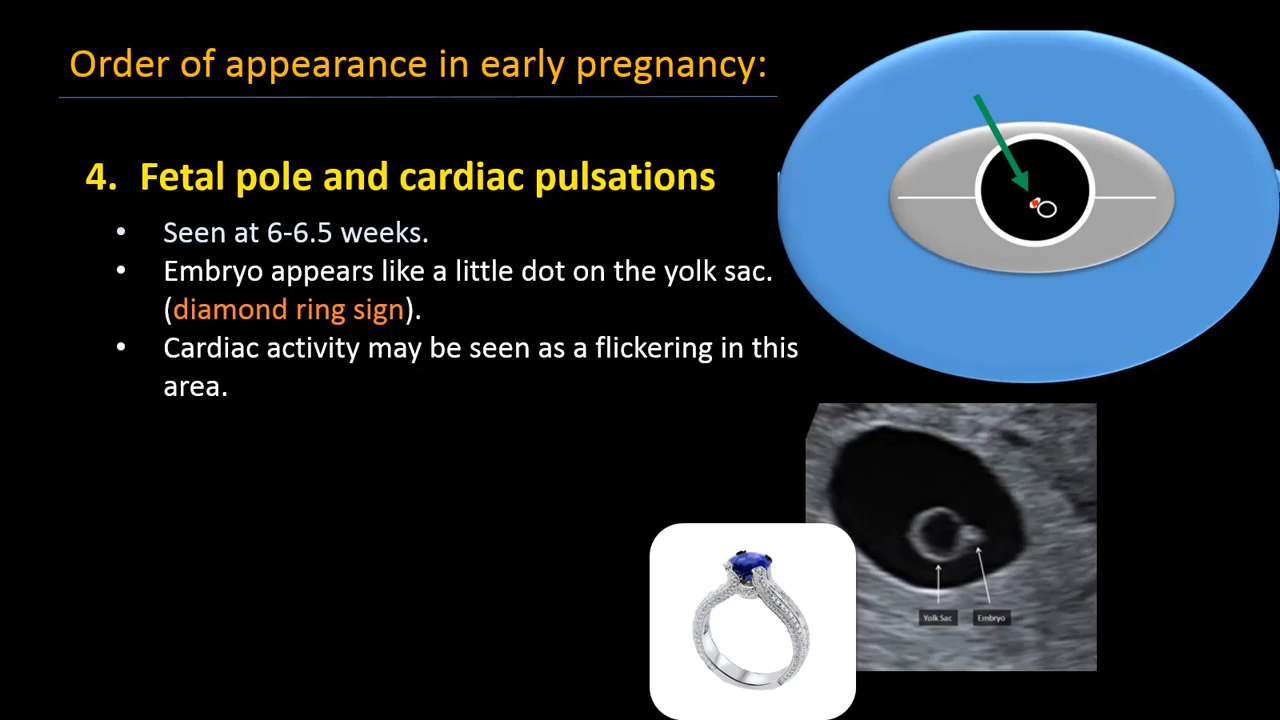 Order of appearance in early pregnancy:
4. Fetal pole and cardiac pulsations
• Seen at 6-6.5 weeks.
• Embryo appears like a little dot on the yolk sac.
(diamond ring sign).
• Cardiac activity may be seen as a flickering in this
area.
Yolk Sac
Embryo